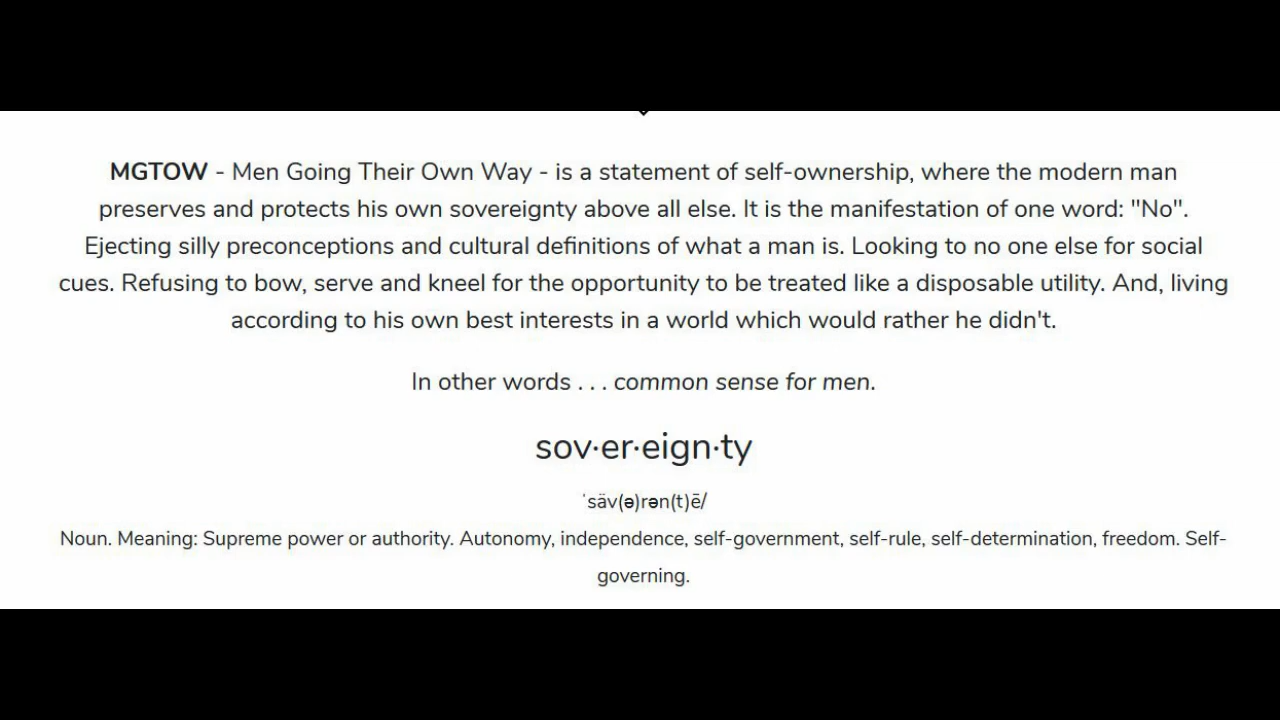 MGTOW - Men Going Their Own Way - is a statement of self-ownership, where the modern man
preserves and protects his own sovereignty above all else. It is the manifestation of one word: "No".
Ejecting silly preconceptions and cultural definitions of what a man is. Looking to no one else for social
cues. Refusing to bow, serve and kneel for the opportunity to be treated like a disposable utility. And, living
according to his own best interests in a world which would rather he didn't.
In other words . . . common sense for men.
sov·er·eign·ty
ˈsäv(ə)rən(t)ē/
Noun. Meaning: Supreme power or authority. Autonomy, independence, self-government, self-rule, self-determination, freedom. Self-
governing.